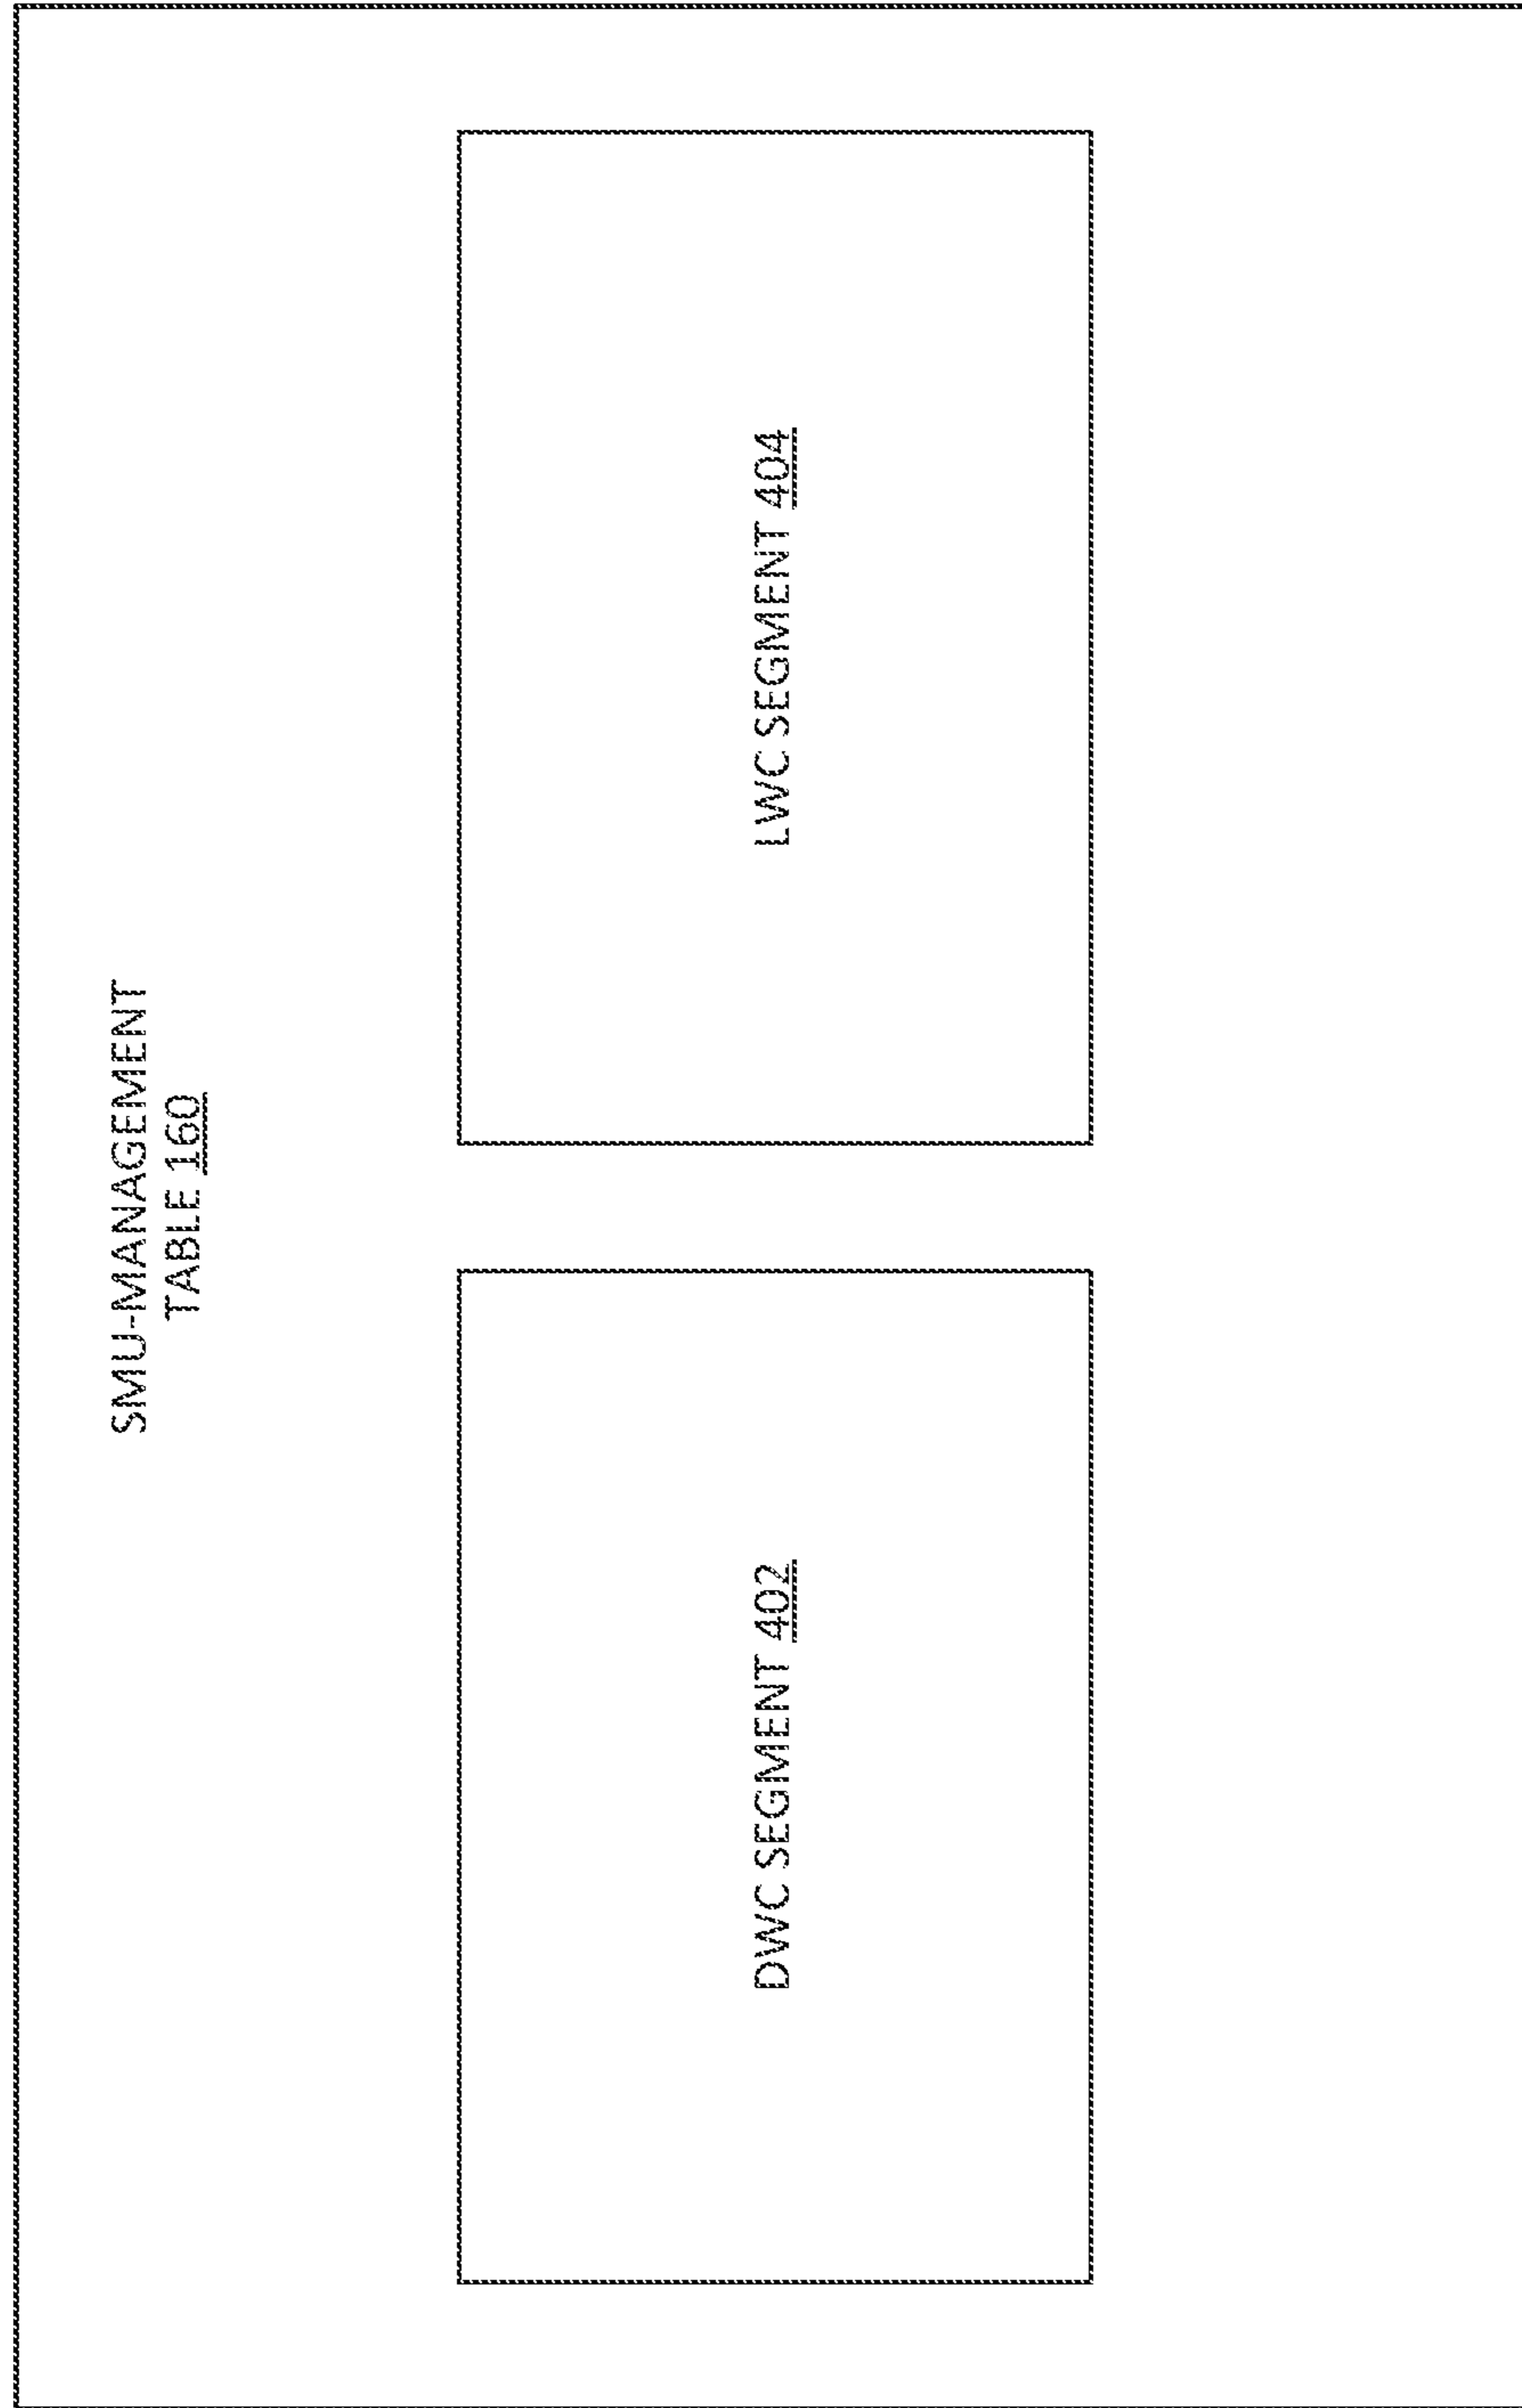 SMU-MANAGEMENT
TABLE 160
DWC SEGMENT 402
LWC SEGMENT 404